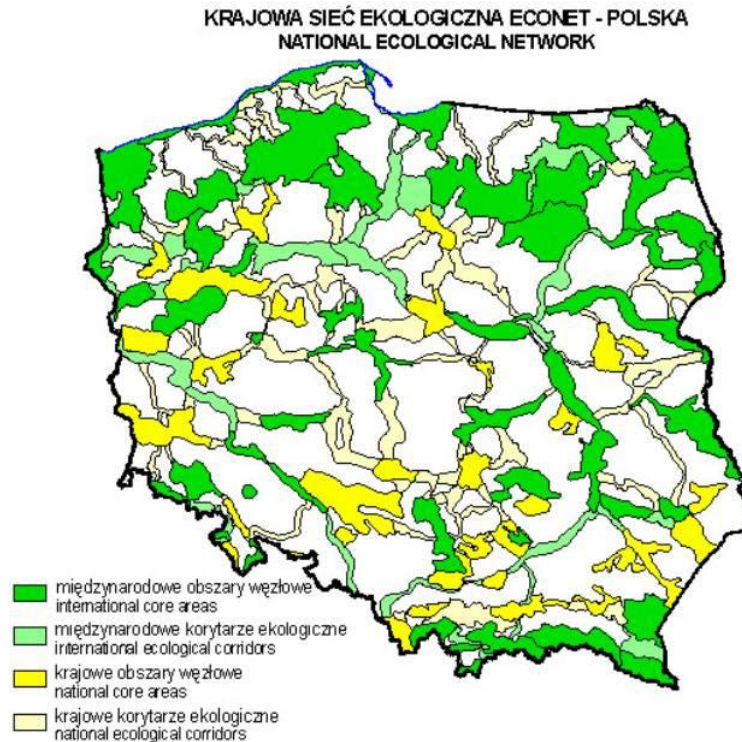 KRAJOWA SIEĆ EKOLOGICZNA ECONET - POLSKA
NATIONAL ECOLOGICAL NETWORK
międzynarodowe obszary węzłowe
international core areas
międzynarodowe korytarze ekologiczne
international ecological corridors
krajowe obszary węzłowe
national core areas
krajowe korytarze ekologiczne
national ecological corridors